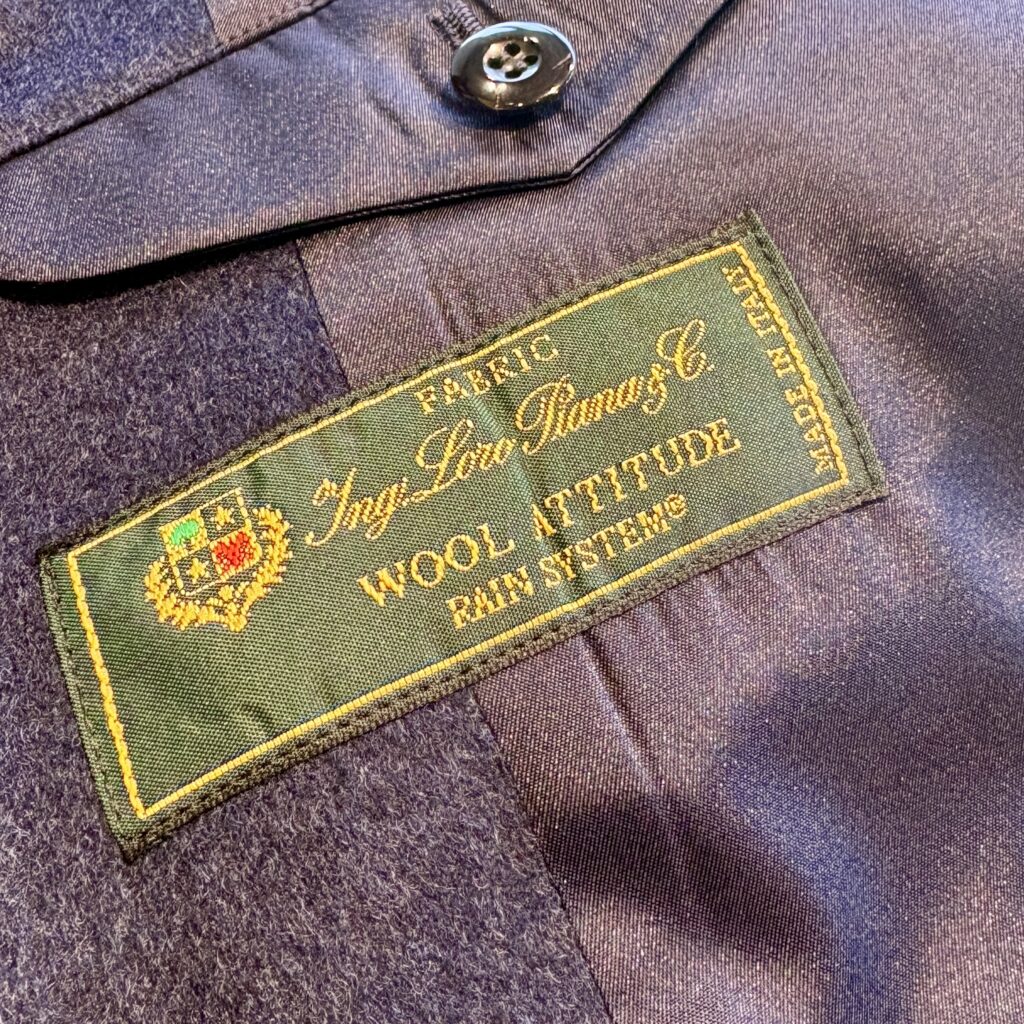 FABRIC
Ing. Loro Piana & C.
WOOL ATTITUDE
RAIN SYSTEM®
MADE IN ITALY